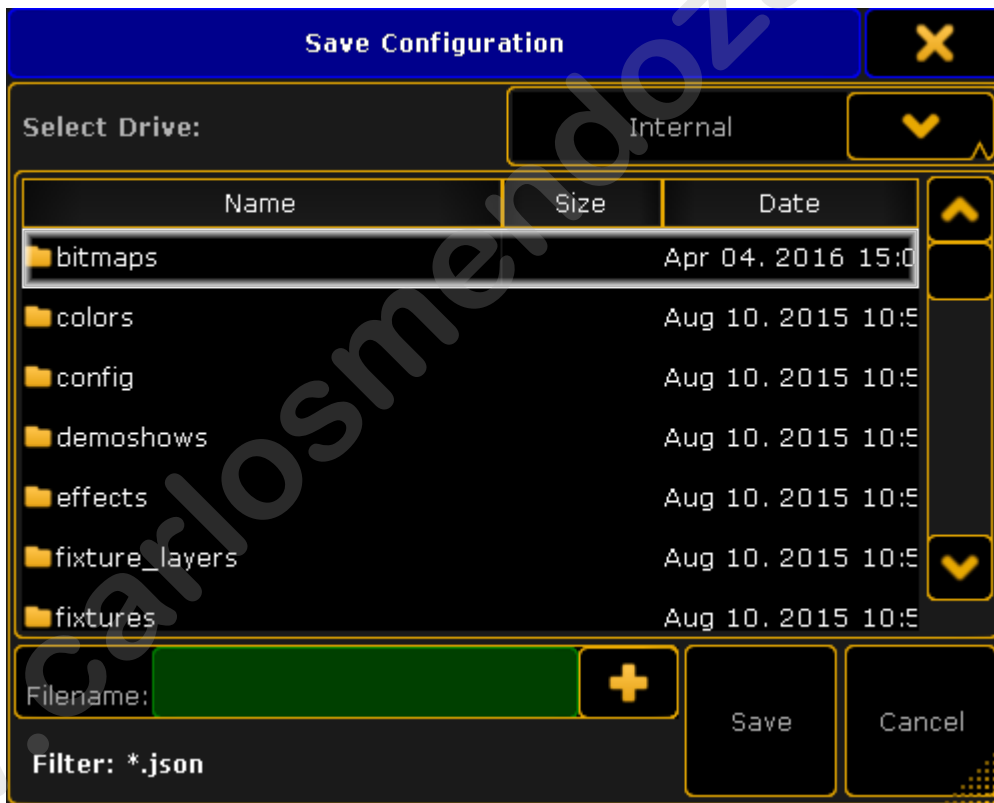 Save Configuration
Select Drive: Internal
Name Size Date
bitmaps Apr 04. 2016 15:0
colors Aug 10. 2015 10:5
config Aug 10. 2015 10:5
demoshows Aug 10. 2015 10:5
effects Aug 10. 2015 10:5
fixture_layers Aug 10. 2015 10:5
fixtures Aug 10. 2015 10:5
Filename:
Save Cancel
Filter: *.json
.carlosmendoza